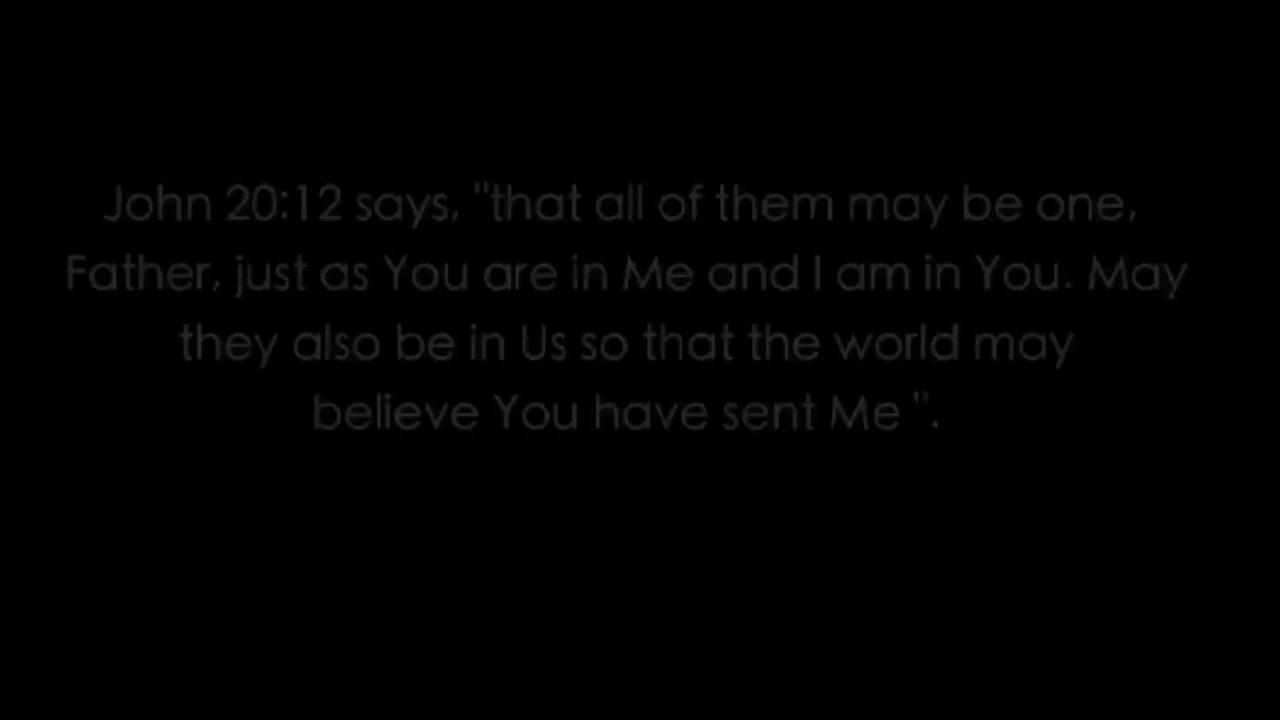 John 20:12 says, "that all of them may be one,
Father, just as You are in Me and I am in You. May
they also be in Us so that the world may
believe You have sent Me ".